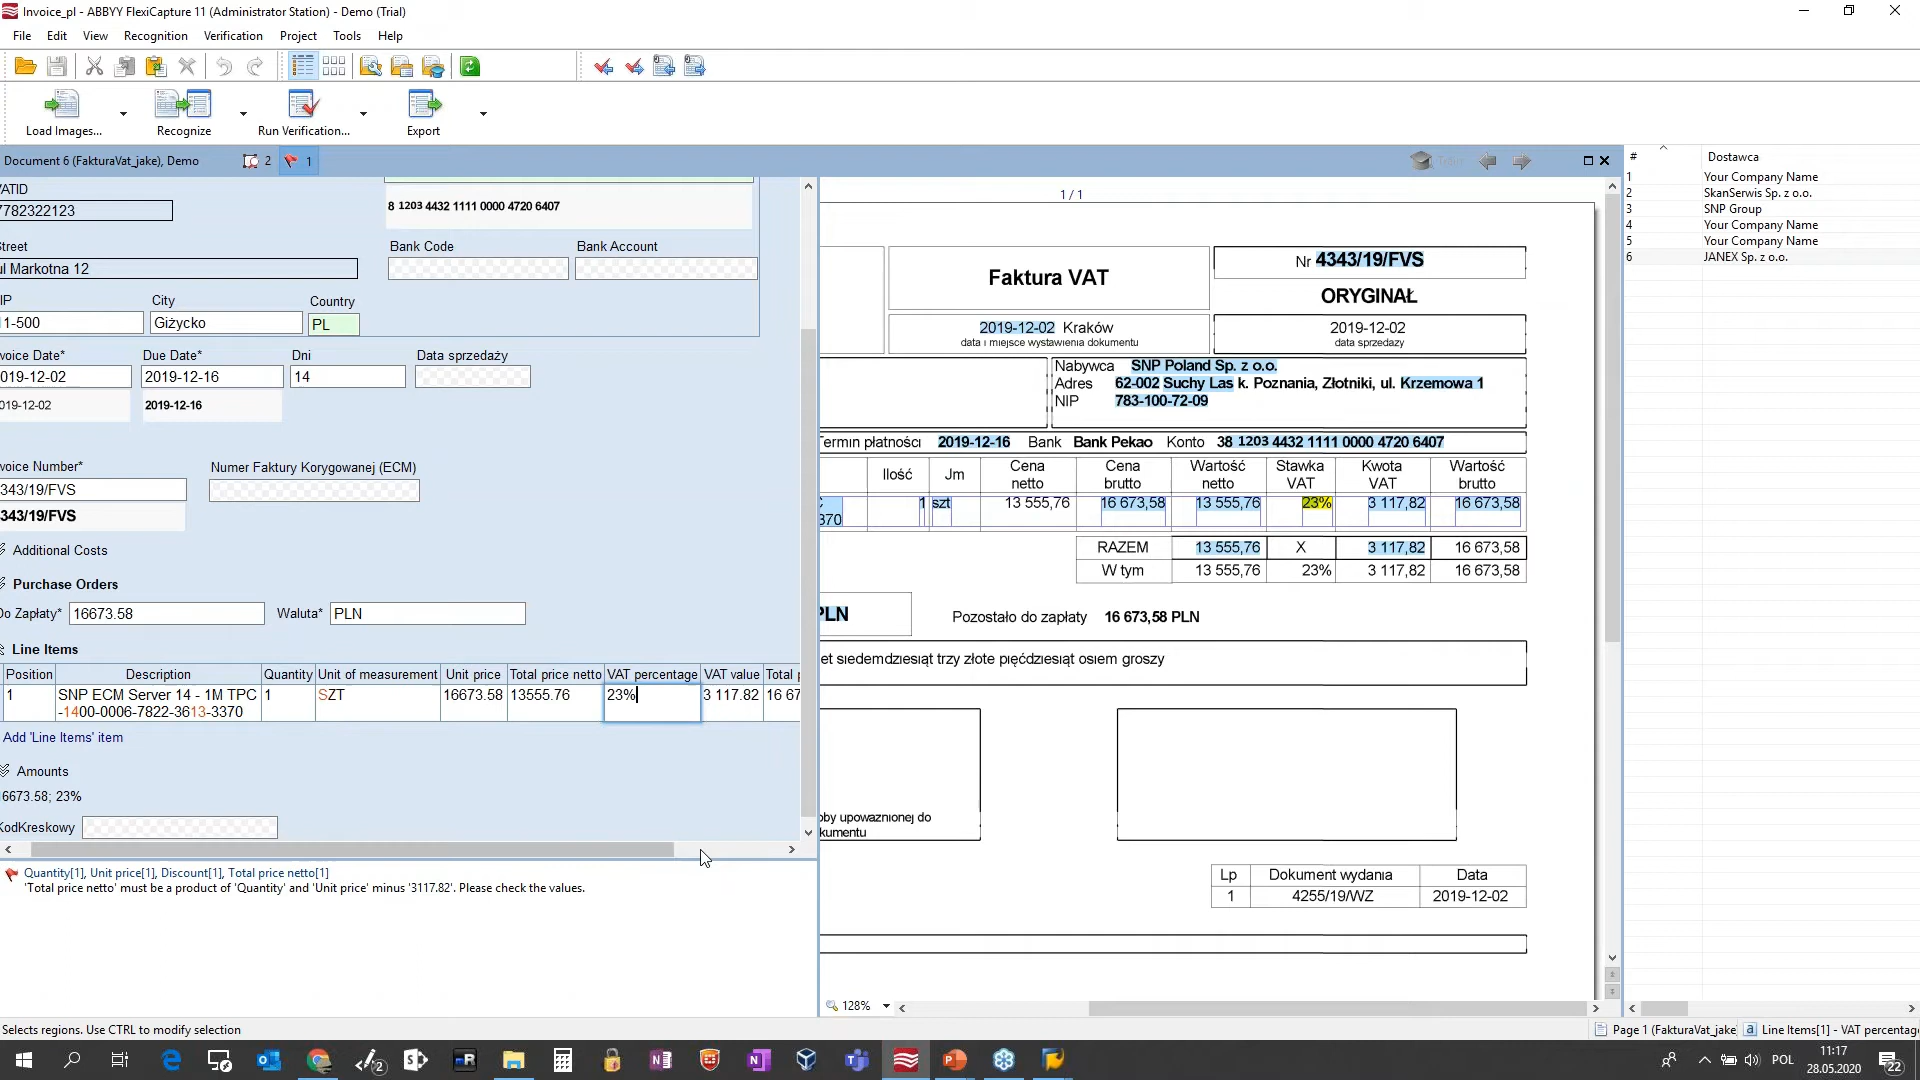 Invoice_pl - ABBYY FlexiCapture 11 (Administrator Station) - Demo (Trial)
File Edit View Recognition Verification Project Tools Help
Load Images... Recognize Run Verification... Export
Document 6 (FakturaVat_jake), Demo 2 1
VATID
7782322123
8 1203 4432 1111 0000 4720 6407
Street
Bank Code Bank Account
ul Markotna 12
IP City Country
11-500 Giżycko PL
voice Date* Due Date* Dni Data sprzedaży
019-12-02 2019-12-16 14
019-12-02 2019-12-16
voice Number* Numer Faktury Korygowanej (ECM)
343/19/FVS
343/19/FVS
Additional Costs
Purchase Orders
Do Zapłaty* 16673.58 Waluta* PLN
Line Items
Position Description Quantity Unit of measurement Unit price Total price netto VAT percentage VAT value Total p
1 SNP ECM Server 14 - 1M TPC 1 SZT 16673.58 13555.76 23% 3 117.82 16 67
-1400-0006-7822-3613-3370
Add 'Line Items' item
Amounts
16673.58; 23%
KodKreskowy
Quantity[1], Unit price[1], Discount[1], Total price netto[1]
'Total price netto' must be a product of 'Quantity' and 'Unit price' minus '3117.82'. Please check the values.
1 / 1
Faktura VAT
Nr 4343/19/FVS
ORYGINAŁ
2019-12-02 Kraków
data i miejsce wystawienia dokumentu
2019-12-02
data sprzedazy
Nabywca SNP Poland Sp. z o.o.
Adres 62-002 Suchy Las k. Poznania, Złotniki, ul. Krzemowa 1
NIP 783-100-72-09
Termin płatności 2019-12-16 Bank Bank Pekao Konto 38 1203 4432 1111 0000 4720 6407
Ilość Jm Cena netto Cena brutto Wartość netto Stawka VAT Kwota VAT Wartość brutto
1 szt 13 555,76 16 673,58 13 555,76 23% 3 117,82 16 673,58
370
RAZEM 13 555,76 X 3 117,82 16 673,58
W tym 13 555,76 23% 3 117,82 16 673,58
PLN Pozostało do zapłaty 16 673,58 PLN
et sıedemdziesiąt trzy złote pięćdziesiąt osiem groszy
oby upoważnionej do
kumentu
Lp Dokument wydania Data
1 4255/19/WZ 2019-12-02
128%
# Dostawca
1 Your Company Name
2 SkanSerwis Sp. z o.o.
3 SNP Group
4 Your Company Name
5 Your Company Name
6 JANEX Sp. z o.o.
Selects regions. Use CTRL to modify selection
Page 1 (FakturaVat_jake a Line Items[1] - VAT percentag
POL 11:17
28.05.2020
22